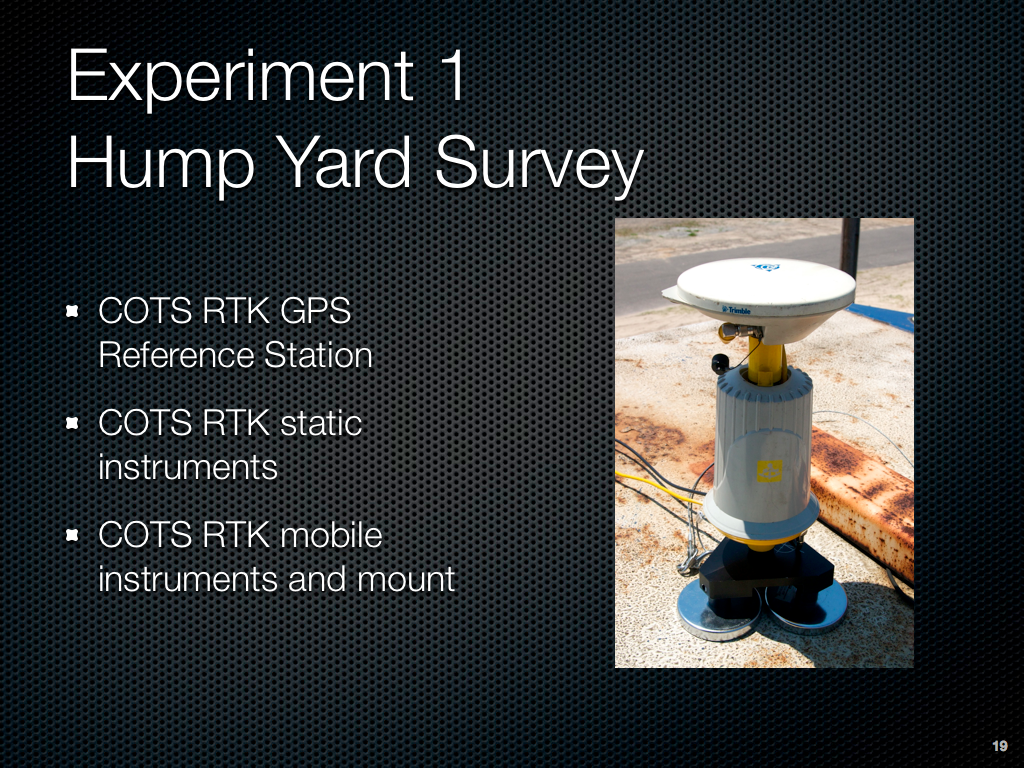 Experiment 1
Hump Yard Survey
COTS RTK GPS
Reference Station
COTS RTK static
instruments
COTS RTK mobile
instruments and mount
Trimble
19